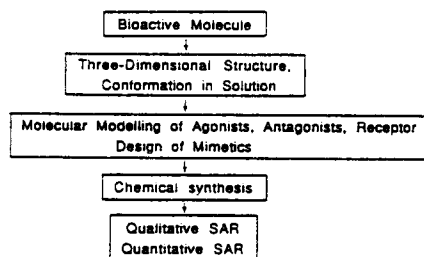 Bioactive Molecule
Three-Dimensional Structure,
Conformation in Solution
Molecular Modelling of Agonists, Antagonists, Receptor
Design of Mimetics
Chemical synthesis
Qualitative SAR
Quantitative SAR